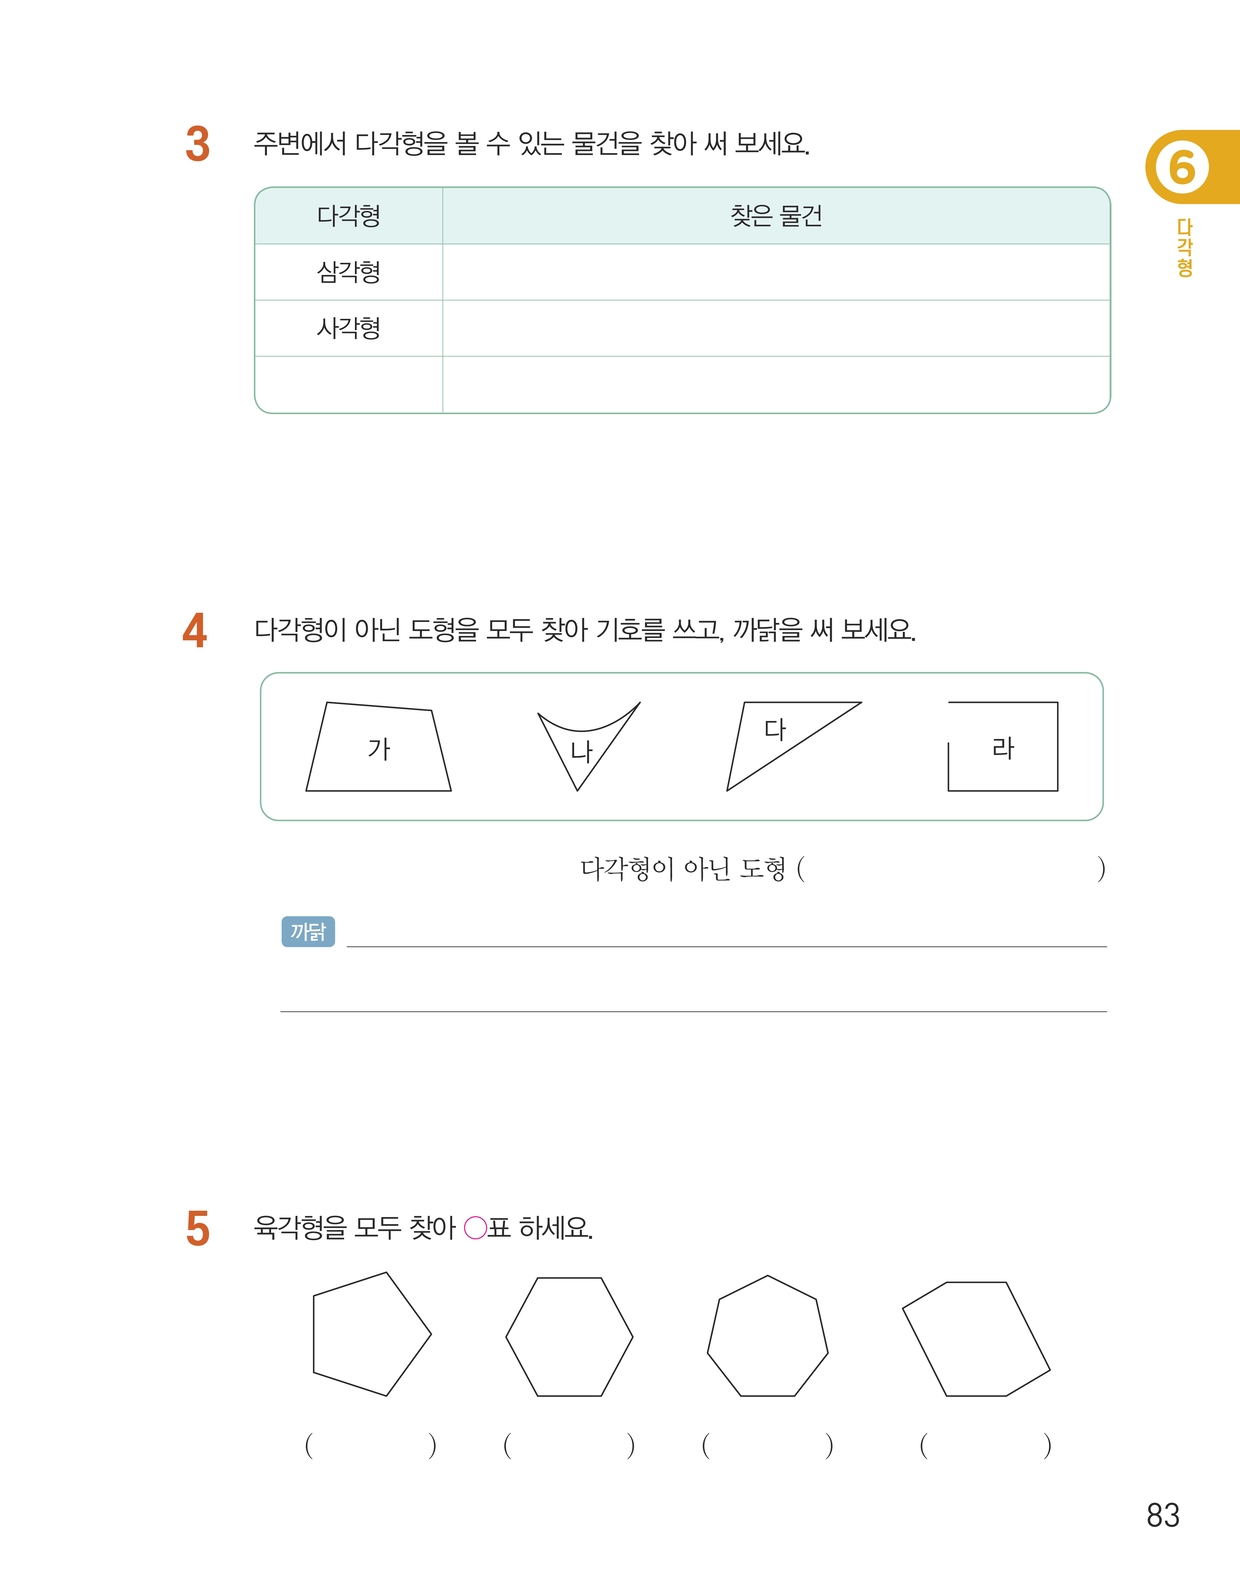 3 주변에서 다각형을 볼 수 있는 물건을 찾아 써 보세요.
다각형 찾은 물건
삼각형
사각형
6
다각형
4 다각형이 아닌 도형을 모두 찾아 기호를 쓰고, 까닭을 써 보세요.
가 나 다 라
다각형이 아닌 도형 ( )
까닭
5 육각형을 모두 찾아 ○표 하세요.
( ) ( ) ( ) ( )
83